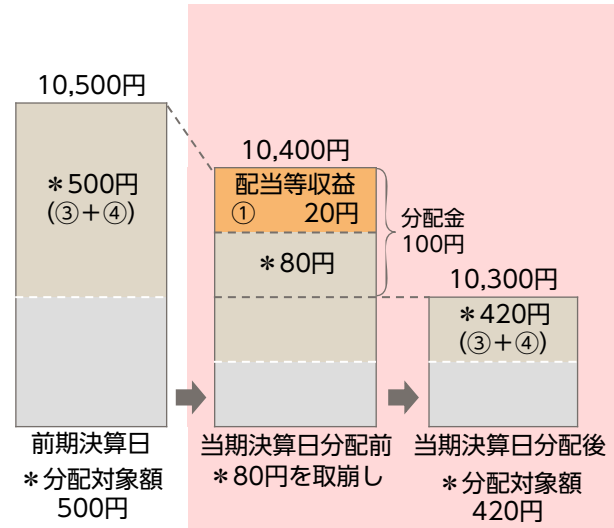 10,500円
＊500円
(③＋④)
前期決算日
＊分配対象額
500円
10,400円
配当等収益
① 20円
＊80円
分配金
100円
当期決算日分配前
＊80円を取崩し
10,300円
＊420円
(③＋④)
当期決算日分配後
＊分配対象額
420円